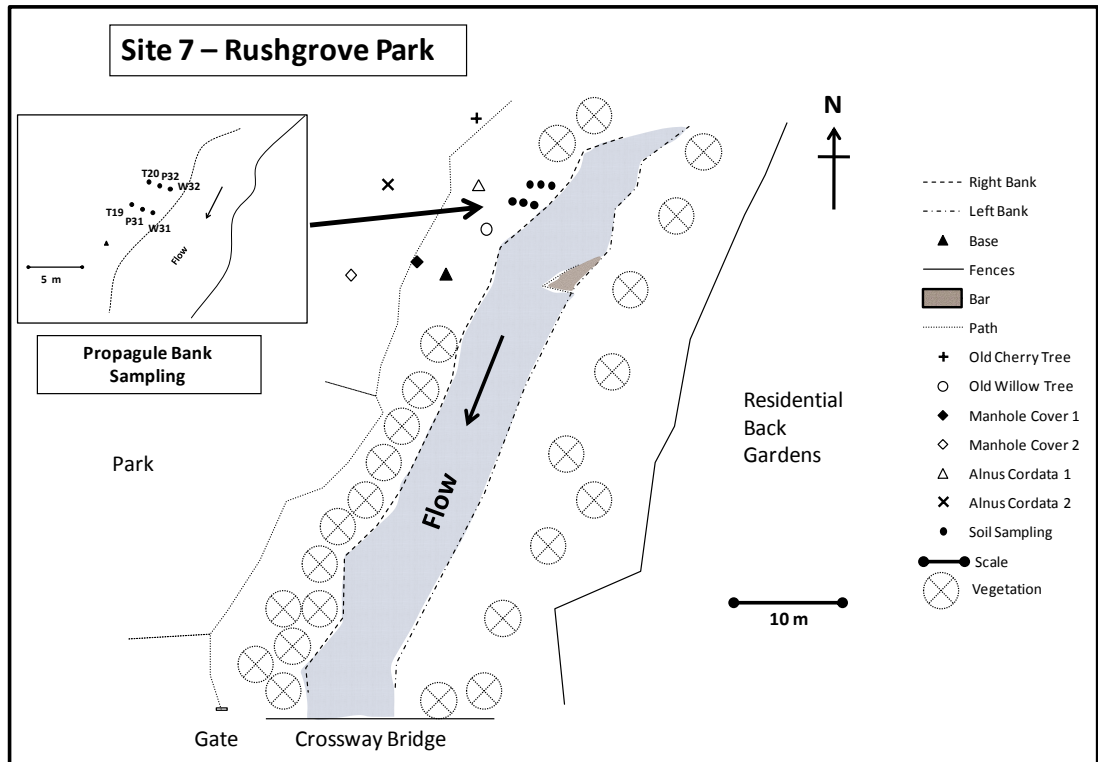 Site 7 – Rushgrove Park
T20 P32
W32
T19
P31
W31
Flow
5 m
Propagule Bank
Sampling
N
Right Bank
Left Bank
Base
Fences
Bar
Path
Old Cherry Tree
Old Willow Tree
Manhole Cover 1
Manhole Cover 2
Alnus Cordata 1
Alnus Cordata 2
Soil Sampling
Scale
Vegetation
Residential
Back
Gardens
Park
Flow
10 m
Gate
Crossway Bridge